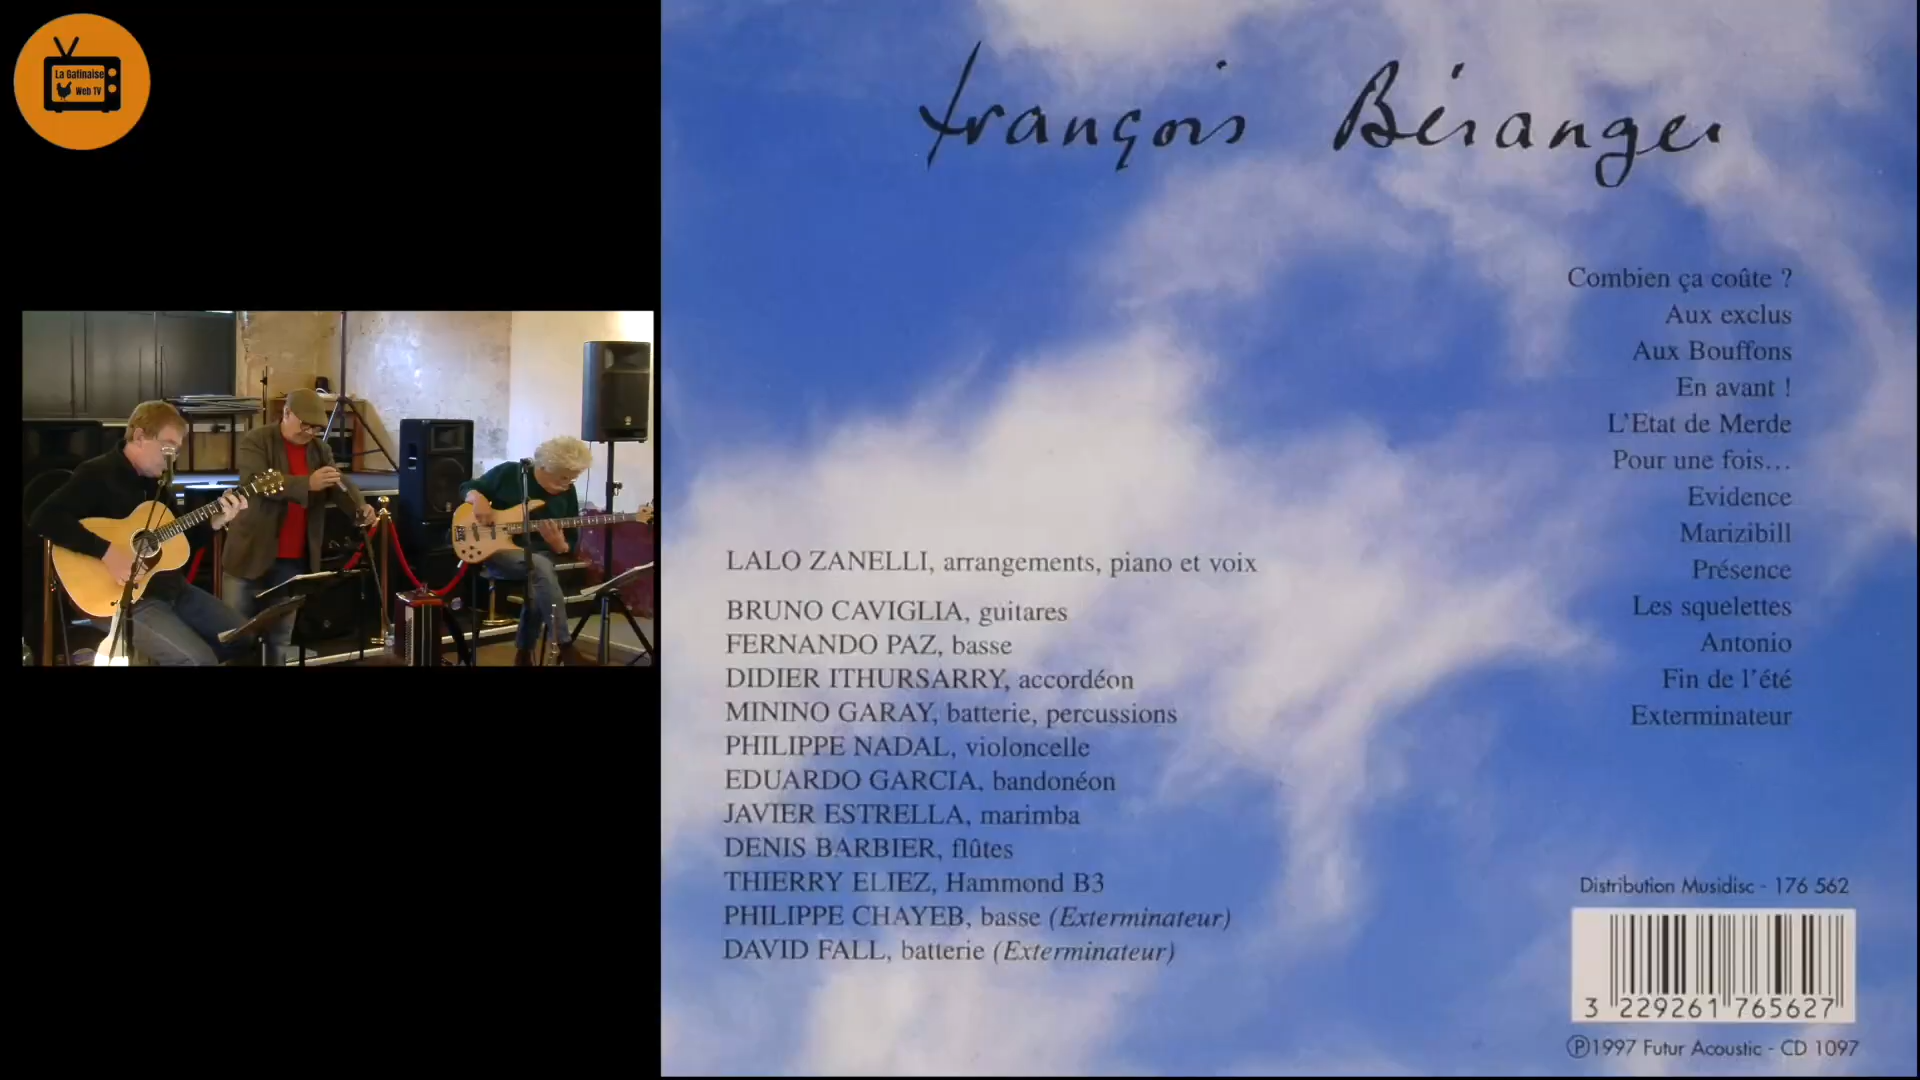 La Gatinaise
Web TV
françois Béranger
Combien ça coûte ?
Aux exclus
Aux Bouffons
En avant !
L'Etat de Merde
Pour une fois...
Evidence
Marizibill
Présence
Les squelettes
Antonio
Fin de l'été
Exterminateur
LALO ZANELLI, arrangements, piano et voix
BRUNO CAVIGLIA, guitares
FERNANDO PAZ, basse
DIDIER ITHURSARRY, accordéon
MININO GARAY, batterie, percussions
PHILIPPE NADAL, violoncelle
EDUARDO GARCIA, bandonéon
JAVIER ESTRELLA, marimba
DENIS BARBIER, flûtes
THIERRY ELIEZ, Hammond B3
PHILIPPE CHAYEB, basse (Exterminateur)
DAVID FALL, batterie (Exterminateur)
Distribution Musidisc - 176 562
3 229261 765627
Ⓟ1997 Futur Acoustic - CD 1097